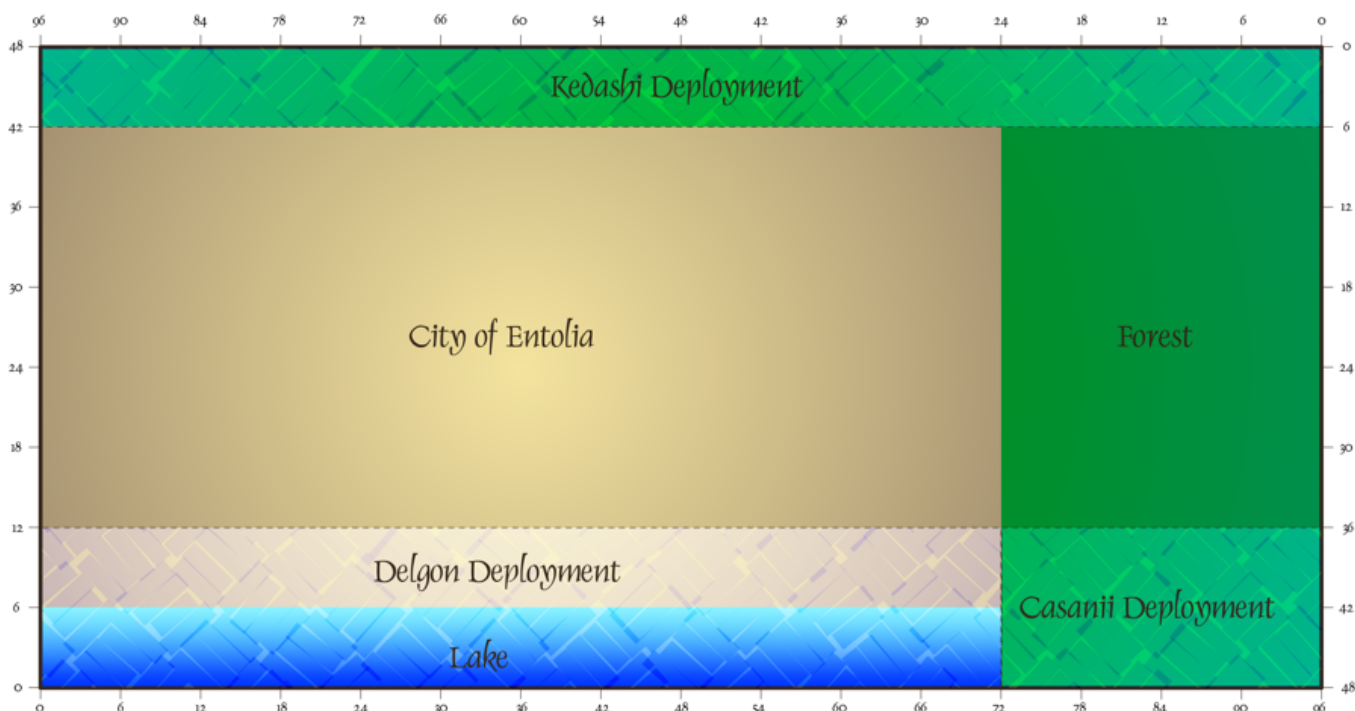 96 90 84 78 72 66 60 54 48 42 36 30 24 18 12 6 0
48 0
Kedashi Deployment
42 6
36 12
30 18
City of Entolia Forest
24 24
18 30
12 36
Delgon Deployment
6 42
Casanii Deployment
Lake
0 48
0 6 12 18 24 30 36 42 48 54 60 66 72 78 84 90 96